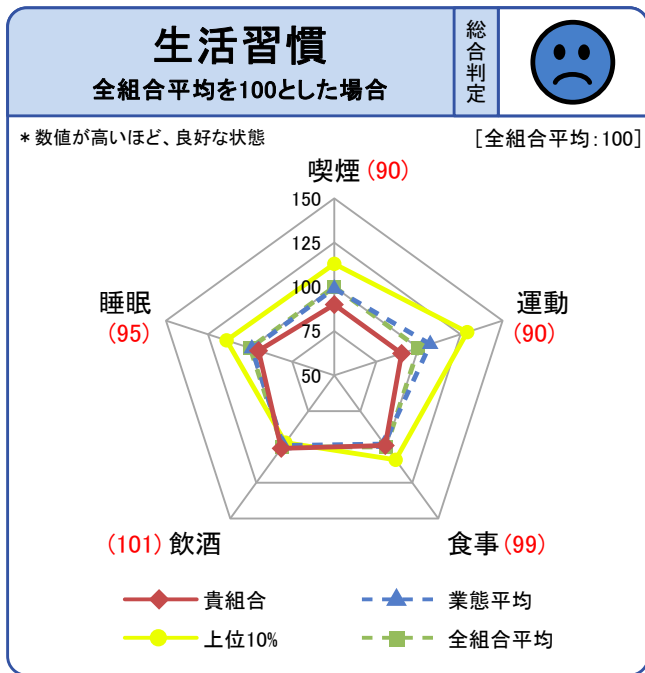 生活習慣
全組合平均を100とした場合
総合判定
*数値が高いほど、良好な状態
[全組合平均:100]
喫煙(90)
150
125
100
75
50
睡眠
(95)
運動
(90)
(101)飲酒
食事(99)
貴組合
業態平均
上位10%
全組合平均